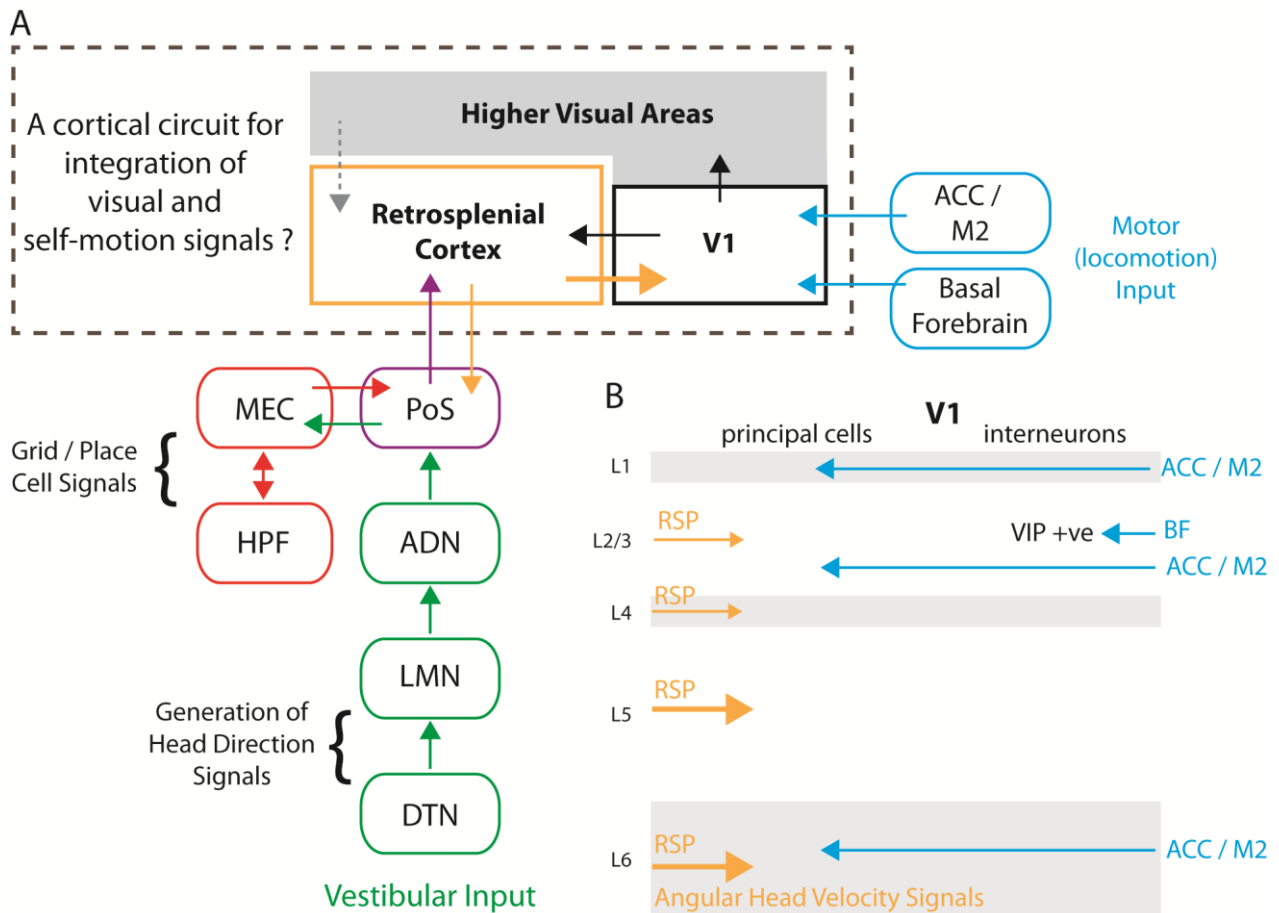 A
A cortical circuit for
integration of
visual and
self-motion signals ?
Higher Visual Areas
Retrosplenial
Cortex
V1
ACC /
M2
Basal
Forebrain
Motor
(locomotion)
Input
MEC
PoS
Grid / Place
Cell Signals
{
HPF
ADN
LMN
Generation of
Head Direction
Signals
{
DTN
Vestibular Input
B
V1
principal cells
interneurons
L1
ACC / M2
L2/3
RSP
VIP +ve
BF
ACC / M2
L4
RSP
L5
RSP
L6
RSP
ACC / M2
Angular Head Velocity Signals